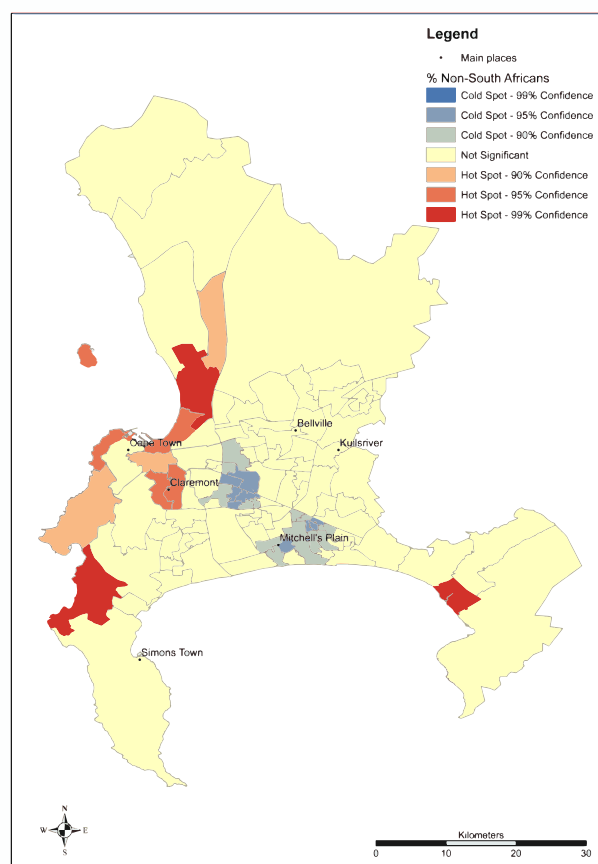 Legend
Main places
% Non-South Africans
Cold Spot - 99% Confidence
Cold Spot - 95% Confidence
Cold Spot - 90% Confidence
Not Significant
Hot Spot - 90% Confidence
Hot Spot - 95% Confidence
Hot Spot - 99% Confidence
Bellville
Cape Town
Kuilsriver
Claremont
Mitchell's Plain
Simons Town
N
W E
S
Kilometers
0 10 20 30